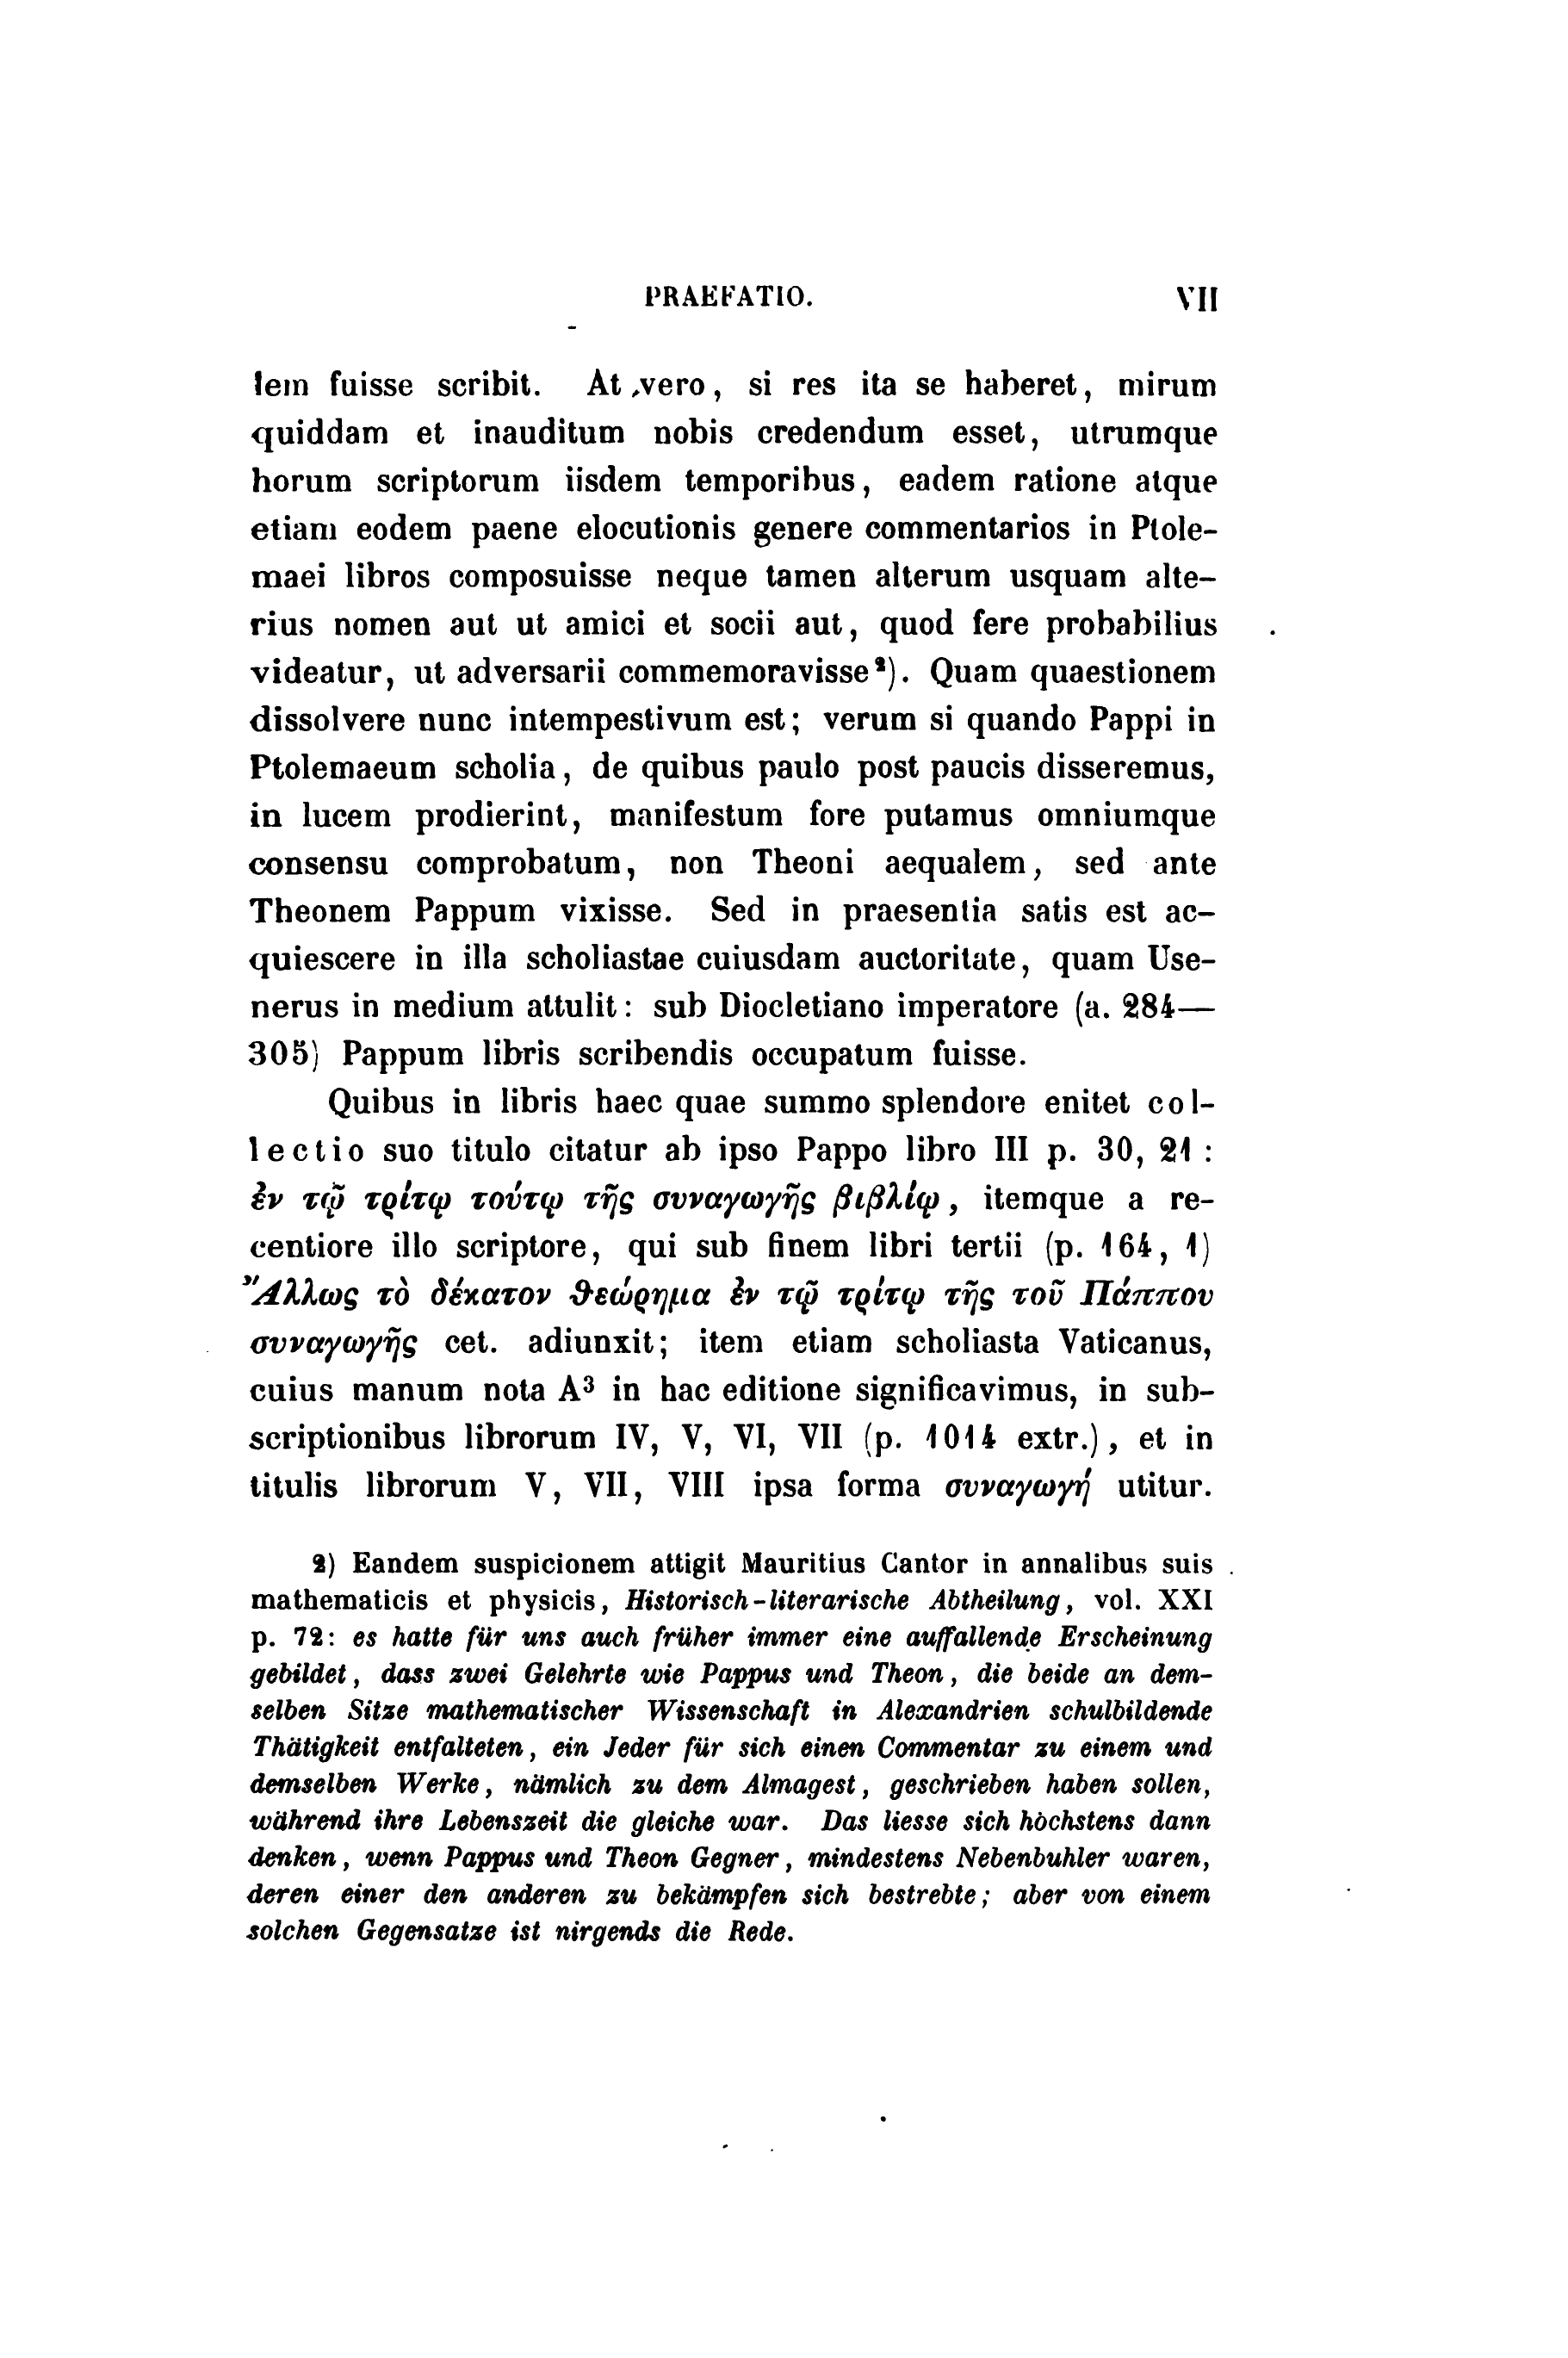 PRAEFATIO. VII
lem fuisse scribit. At vero, si res ita se haberet, mirum
quiddam et inauditum nobis credendum esset, utrumque
horum scriptorum iisdem temporibus, eadem ratione atque
etiam eodem paene elocutionis genere commentarios in Ptole-
maei libros composuisse neque tamen alterum usquam alte-
rius nomen aut ut amici et socii aut, quod fere probabilius
videatur, ut adversarii commemoravisse²). Quam quaestionem
dissolvere nunc intempestivum est; verum si quando Pappi in
Ptolemaeum scholia, de quibus paulo post paucis disseremus,
in lucem prodierint, manifestum fore putamus omniumque
consensu comprobatum, non Theoni aequalem, sed ante
Theonem Pappum vixisse. Sed in praesentia satis est ac-
quiescere in illa scholiastae cuiusdam auctoritate, quam Use-
nerus in medium attulit: sub Diocletiano imperatore (a. 284—
305) Pappum libris scribendis occupatum fuisse.
Quibus in libris haec quae summo splendore enitet col-
lectio suo titulo citatur ab ipso Pappo libro III p. 30, 21 :
ἐν τῷ τρίτῳ τούτῳ τῆς συναγωγῆς βιβλίῳ, itemque a re-
centiore illo scriptore, qui sub finem libri tertii (p. 164, 1)
Ἄλλως τὸ δέκατον θεώρημα ἐν τῷ τρίτῳ τῆς τοῦ Πάππου
συναγωγῆς cet. adiunxit; item etiam scholiasta Vaticanus,
cuius manum nota A³ in hac editione significavimus, in sub-
scriptionibus librorum IV, V, VI, VII (p. 1014 extr.), et in
titulis librorum V, VII, VIII ipsa forma συναγωγή utitur.
2) Eandem suspicionem attigit Mauritius Cantor in annalibus suis
mathematicis et physicis, Historisch-literarische Abtheilung, vol. XXI
p. 72: es hatte für uns auch früher immer eine auffallende Erscheinung
gebildet, dass zwei Gelehrte wie Pappus und Theon, die beide an dem-
selben Sitze mathematischer Wissenschaft in Alexandrien schulbildende
Thätigkeit entfalteten, ein Jeder für sich einen Commentar zu einem und
demselben Werke, nämlich zu dem Almagest, geschrieben haben sollen,
während ihre Lebenszeit die gleiche war. Das liesse sich höchstens dann
denken, wenn Pappus und Theon Gegner, mindestens Nebenbuhler waren,
deren einer den anderen zu bekämpfen sich bestrebte; aber von einem
solchen Gegensatze ist nirgends die Rede.